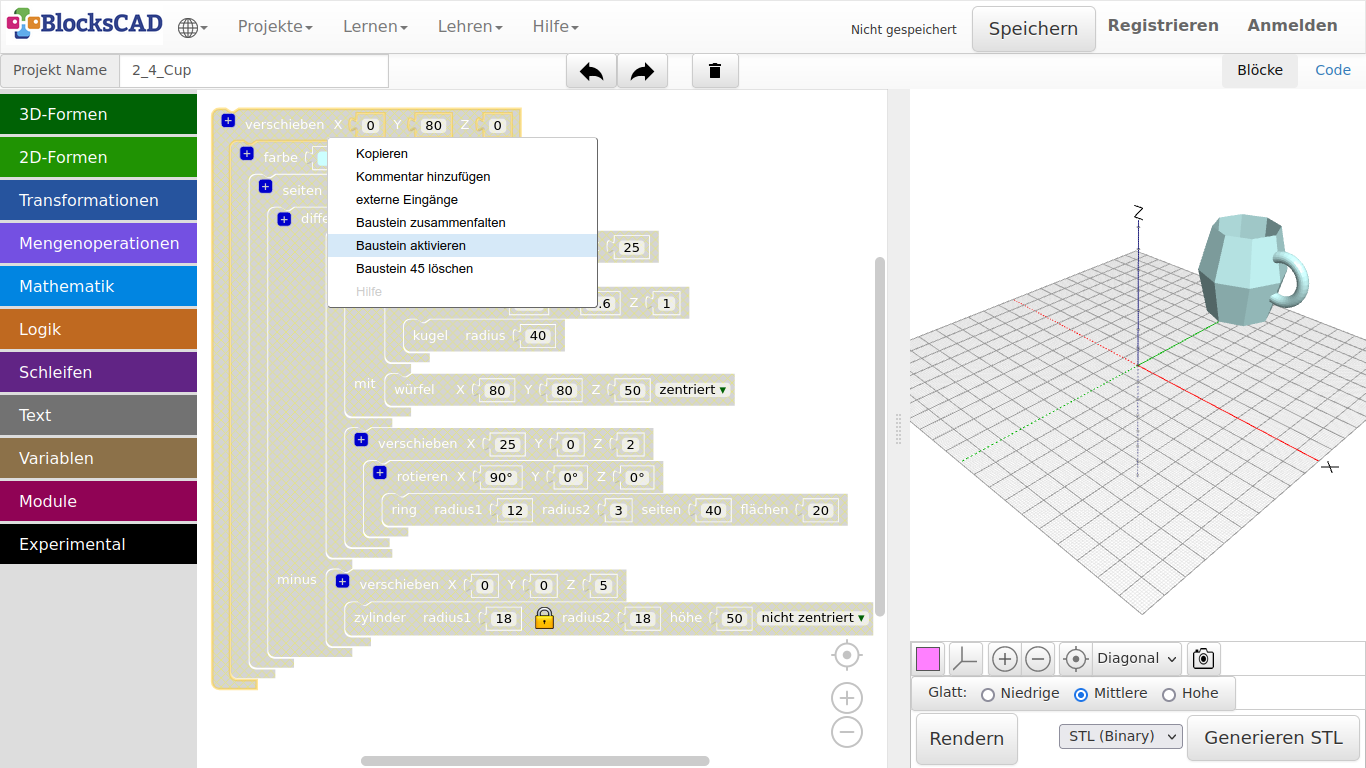 BlocksCAD Projekte Lernen Lehren Hilfe Nicht gespeichert Speichern Registrieren Anmelden
Projekt Name 2_4_Cup Blöcke Code
3D-Formen
2D-Formen
Transformationen
Mengenoperationen
Mathematik
Logik
Schleifen
Text
Variablen
Module
Experimental
verschieben X 0 Y 80 Z 0
farbe
seiten
Kopieren
Kommentar hinzufügen
externe Eingänge
Baustein zusammenfalten
Baustein aktivieren
Baustein 45 löschen
Hilfe
25
.6 Z 1
kugel radius 40
mit würfel X 80 Y 80 Z 50 zentriert ▾
verschieben X 25 Y 0 Z 2
rotieren X 90° Y 0° Z 0°
ring radius1 12 radius2 3 seiten 40 flächen 20
minus verschieben X 0 Y 0 Z 5
zylinder radius1 18 radius2 18 höhe 50 nicht zentriert ▾
Z
X
Diagonal
Glatt: Niedrige Mittlere Hohe
Rendern STL (Binary) Generieren STL